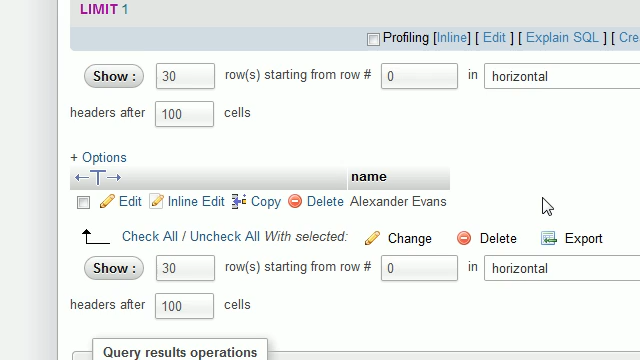 LIMIT 1
Profiling [Inline] [ Edit ] [ Explain SQL ] [ Cre
Show : 30 row(s) starting from row # 0 in horizontal
headers after 100 cells
+ Options
←T→ name
Edit Inline Edit Copy Delete Alexander Evans
Check All / Uncheck All With selected: Change Delete Export
Show : 30 row(s) starting from row # 0 in horizontal
headers after 100 cells
Query results operations